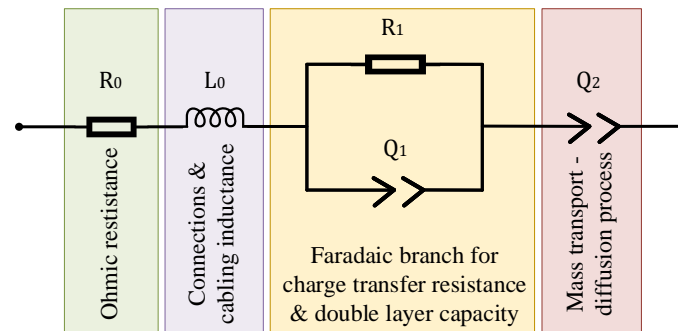 R0
Ohmic restistance
L0
Connections &
cabling inductance
R1
Q1
Faradaic branch for
charge transfer resistance
& double layer capacity
Q2
Mass transport -
diffusion process